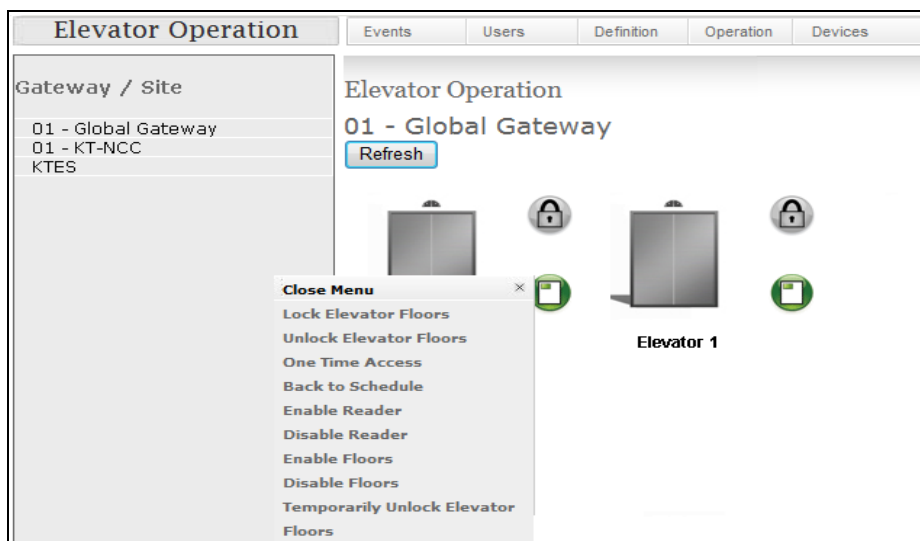 Elevator Operation
Events Users Definition Operation Devices
Gateway / Site
01 - Global Gateway
01 - KT-NCC
KTES
Elevator Operation
01 - Global Gateway
Refresh
Close Menu ×
Lock Elevator Floors
Unlock Elevator Floors
One Time Access
Back to Schedule
Enable Reader
Disable Reader
Enable Floors
Disable Floors
Temporarily Unlock Elevator
Floors
Elevator 1